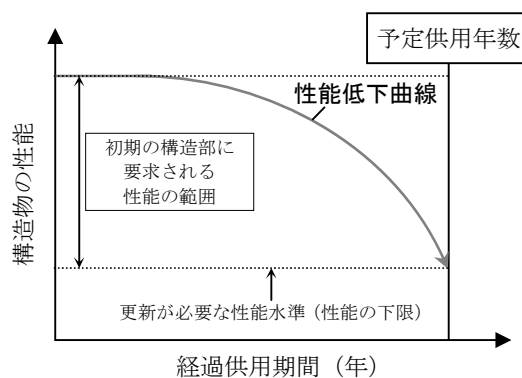 予定供用年数
性能低下曲線
初期の構造部に
要求される
性能の範囲
構造物の性能
更新が必要な性能水準（性能の下限）
経過供用期間（年）